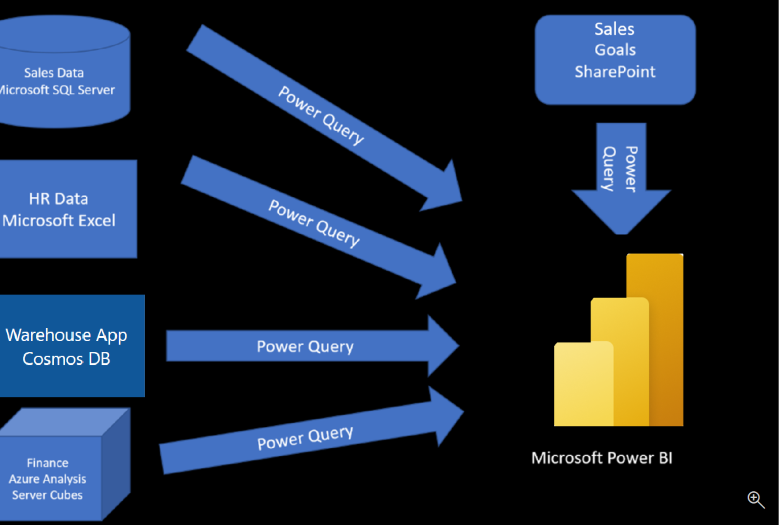 Sales Data
Microsoft SQL Server
Power Query
HR Data
Microsoft Excel
Power Query
Warehouse App
Cosmos DB
Power Query
Finance
Azure Analysis
Server Cubes
Power Query
Sales
Goals
SharePoint
Power
Query
Microsoft Power BI